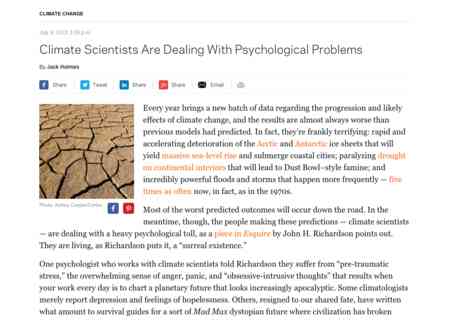 CLIMATE CHANGE
July 8, 2015 3:09 p.m.
Climate Scientists Are Dealing With Psychological Problems
By Jack Holmes
Share Tweet Share Share Email
Every year brings a new batch of data regarding the progression and likely
effects of climate change, and the results are almost always worse than
previous models had predicted. In fact, they're frankly terrifying: rapid and
accelerating deterioration of the Arctic and Antarctic ice sheets that will
yield massive sea-level rise and submerge coastal cities; paralyzing drought
on continental interiors that will lead to Dust Bowl–style famine; and
incredibly powerful floods and storms that happen more frequently — five
times as often now, in fact, as in the 1970s.
Photo:
Most of the worst predicted outcomes will occur down the road. In the
meantime, though, the people making these predictions — climate scientists
— are dealing with a heavy psychological toll, as a piece in Esquire by John H. Richardson points out.
They are living, as Richardson puts it, a “surreal existence.”
One psychologist who works with climate scientists told Richardson they suffer from “pre-traumatic
stress,” the overwhelming sense of anger, panic, and “obsessive-intrusive thoughts” that results when
your work every day is to chart a planetary future that looks increasingly apocalyptic. Some climatologists
merely report depression and feelings of hopelessness. Others, resigned to our shared fate, have written
what amount to survival guides for a sort of Mad Max dystopian future where civilization has broken